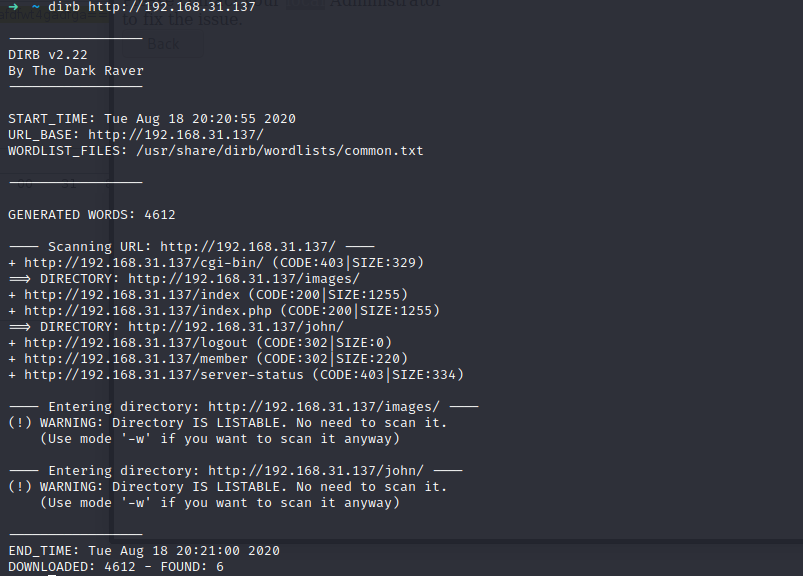 → ~ dirb http://192.168.31.137
Administrator
to fix the issue.
Back
-----------------
DIRB v2.22
By The Dark Raver
-----------------
START_TIME: Tue Aug 18 20:20:55 2020
URL_BASE: http://192.168.31.137/
WORDLIST_FILES: /usr/share/dirb/wordlists/common.txt
-----------------
GENERATED WORDS: 4612
---- Scanning URL: http://192.168.31.137/ ----
+ http://192.168.31.137/cgi-bin/ (CODE:403|SIZE:329)
==> DIRECTORY: http://192.168.31.137/images/
+ http://192.168.31.137/index (CODE:200|SIZE:1255)
+ http://192.168.31.137/index.php (CODE:200|SIZE:1255)
==> DIRECTORY: http://192.168.31.137/john/
+ http://192.168.31.137/logout (CODE:302|SIZE:0)
+ http://192.168.31.137/member (CODE:302|SIZE:220)
+ http://192.168.31.137/server-status (CODE:403|SIZE:334)
---- Entering directory: http://192.168.31.137/images/ ----
(!) WARNING: Directory IS LISTABLE. No need to scan it.
(Use mode '-w' if you want to scan it anyway)
---- Entering directory: http://192.168.31.137/john/ ----
(!) WARNING: Directory IS LISTABLE. No need to scan it.
(Use mode '-w' if you want to scan it anyway)
-----------------
END_TIME: Tue Aug 18 20:21:00 2020
DOWNLOADED: 4612 - FOUND: 6